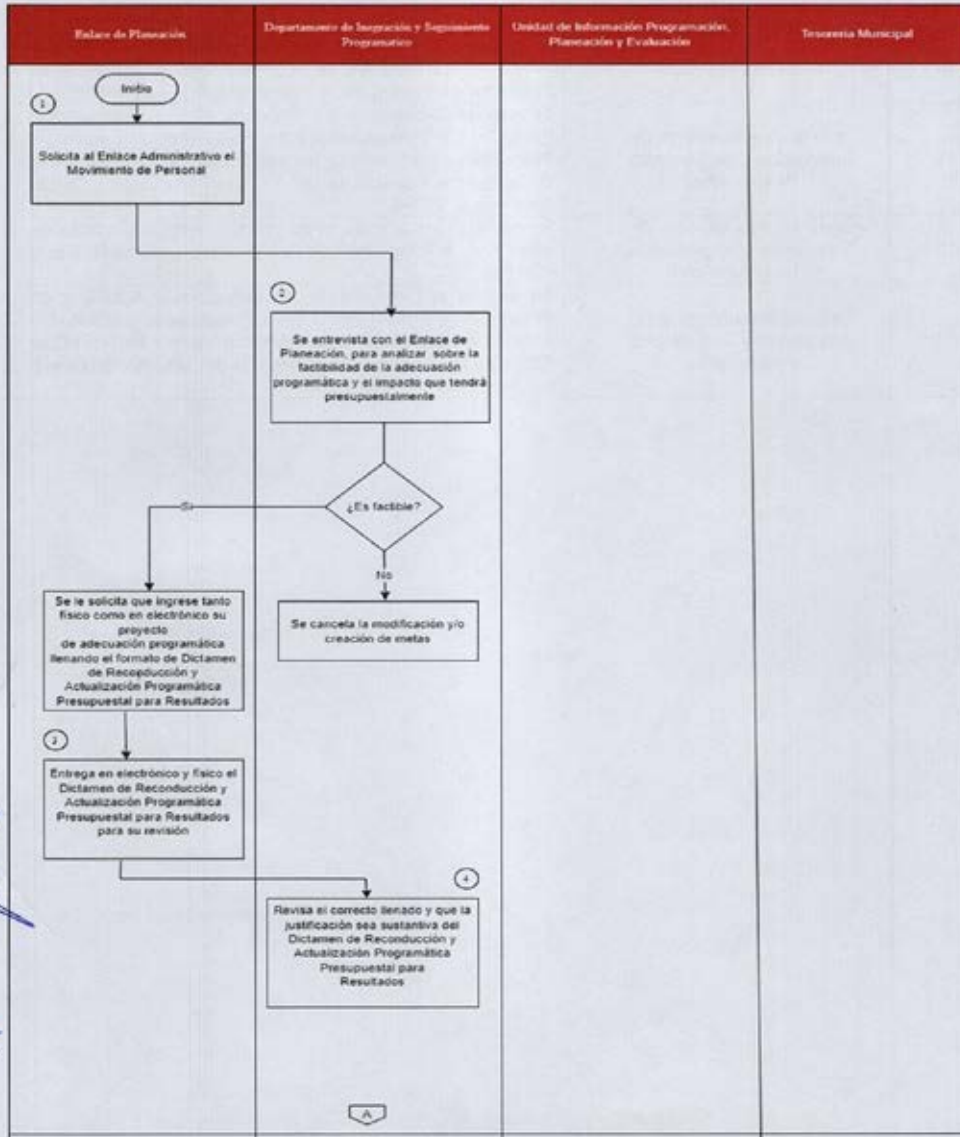 Enlace de Planeación
Departamento de Inegración y Seguimiento
Programatico
Unidad de Información Programación,
Planeación y Evaluación
Tesorería Municipal
Inicio
1
Solicita al Enlace Administrativo el
Movimiento de Personal
2
Se entrevista con el Enlace de
Planeación, para analizar sobre la
factibilidad de la adecuación
programática y el impacto que tendrá
presupuestalmente
¿Es factible?
Si
No
Se le solicita que ingrese tanto
físico como en electrónico su
proyecto
de adecuación programática
llenando el formato de Dictamen
de Reconducción y
Actualización Programática
Presupuestal para Resultados
Se cancela la modificación y/o
creación de metas
3
Entrega en electrónico y físico el
Dictamen de Reconducción y
Actualización Programática
Presupuestal para Resultados
para su revisión
4
Revisa el correcto llenado y que la
justificación sea sustantiva del
Dictamen de Reconducción y
Actualización Programática
Presupuestal para
Resultados
A